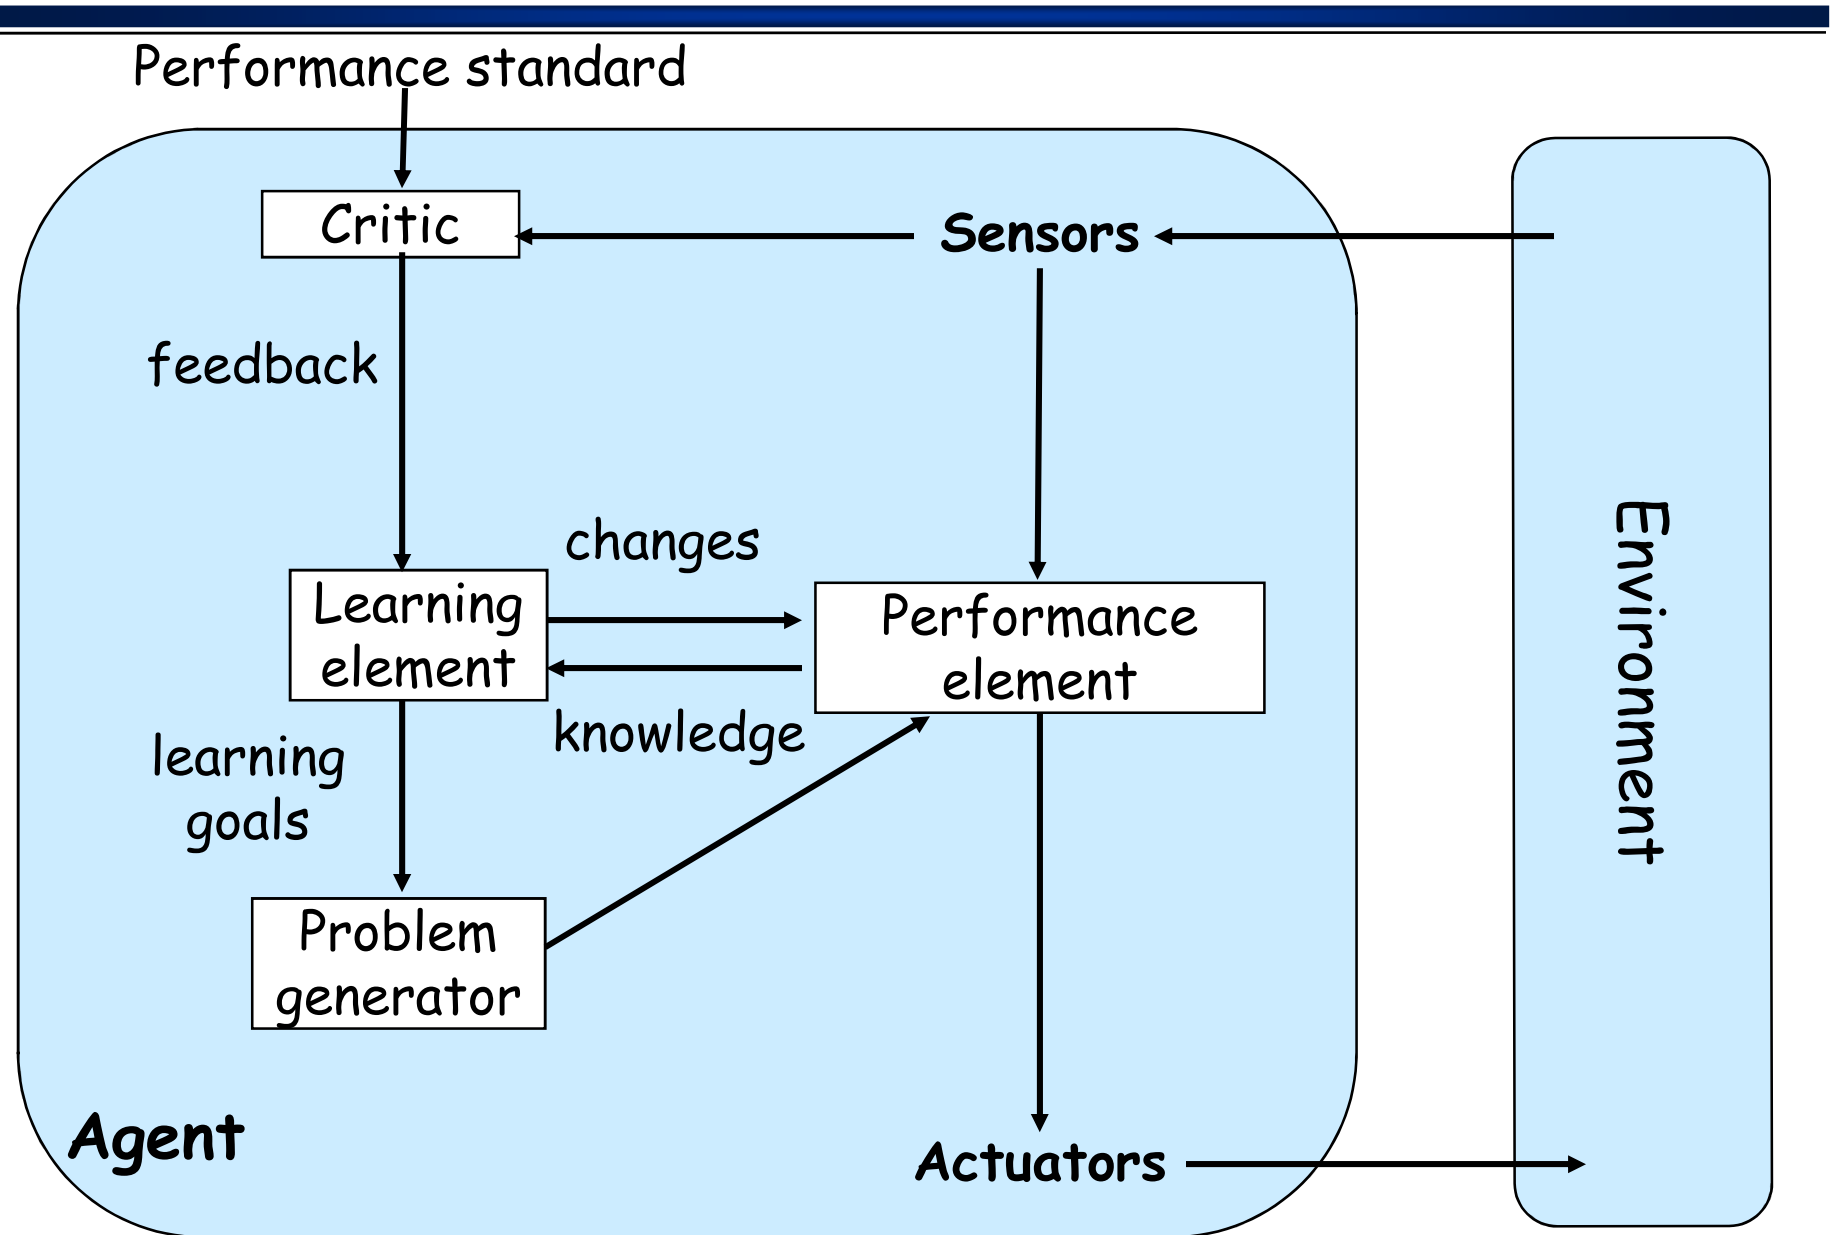 Performance standard
Critic
Sensors
feedback
changes
Learning
element
Performance
element
knowledge
learning
goals
Problem
generator
Environment
Agent
Actuators